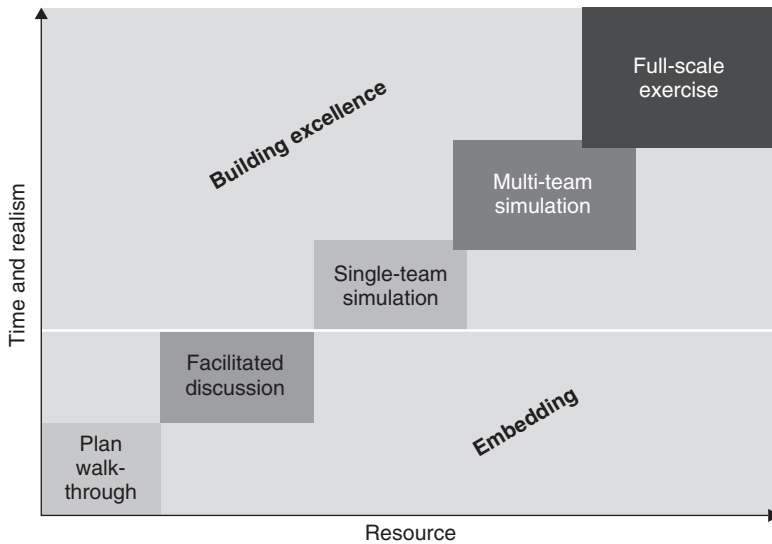 Full-scale
exercise
Building excellence
Multi-team
simulation
Single-team
simulation
Time and realism
Facilitated
discussion
Embedding
Plan
walk-
through
Resource